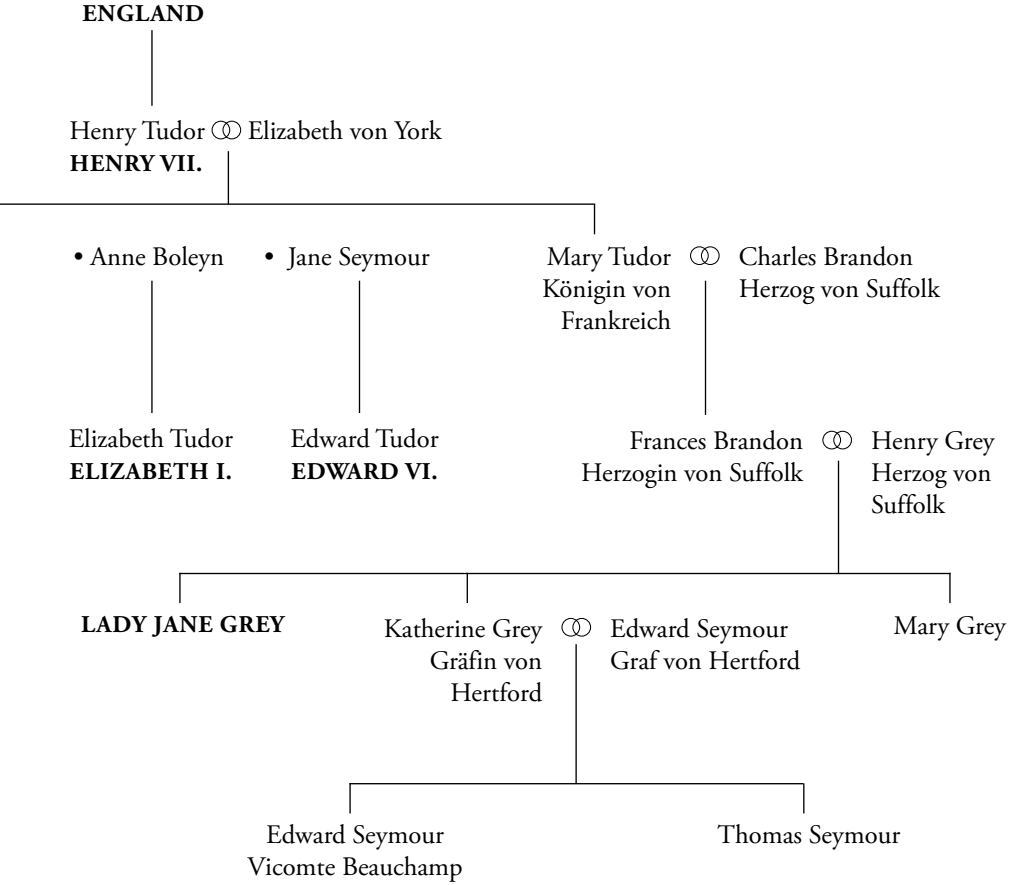 ENGLAND
Henry Tudor ⚭ Elizabeth von York
HENRY VII.
• Anne Boleyn
• Jane Seymour
Mary Tudor ⚭ Charles Brandon
Königin von Frankreich
Herzog von Suffolk
Elizabeth Tudor
ELIZABETH I.
Edward Tudor
EDWARD VI.
Frances Brandon ⚭ Henry Grey
Herzogin von Suffolk
Herzog von
Suffolk
LADY JANE GREY
Katherine Grey ⚭ Edward Seymour
Gräfin von
Hertford
Graf von Hertford
Mary Grey
Edward Seymour
Vicomte Beauchamp
Thomas Seymour